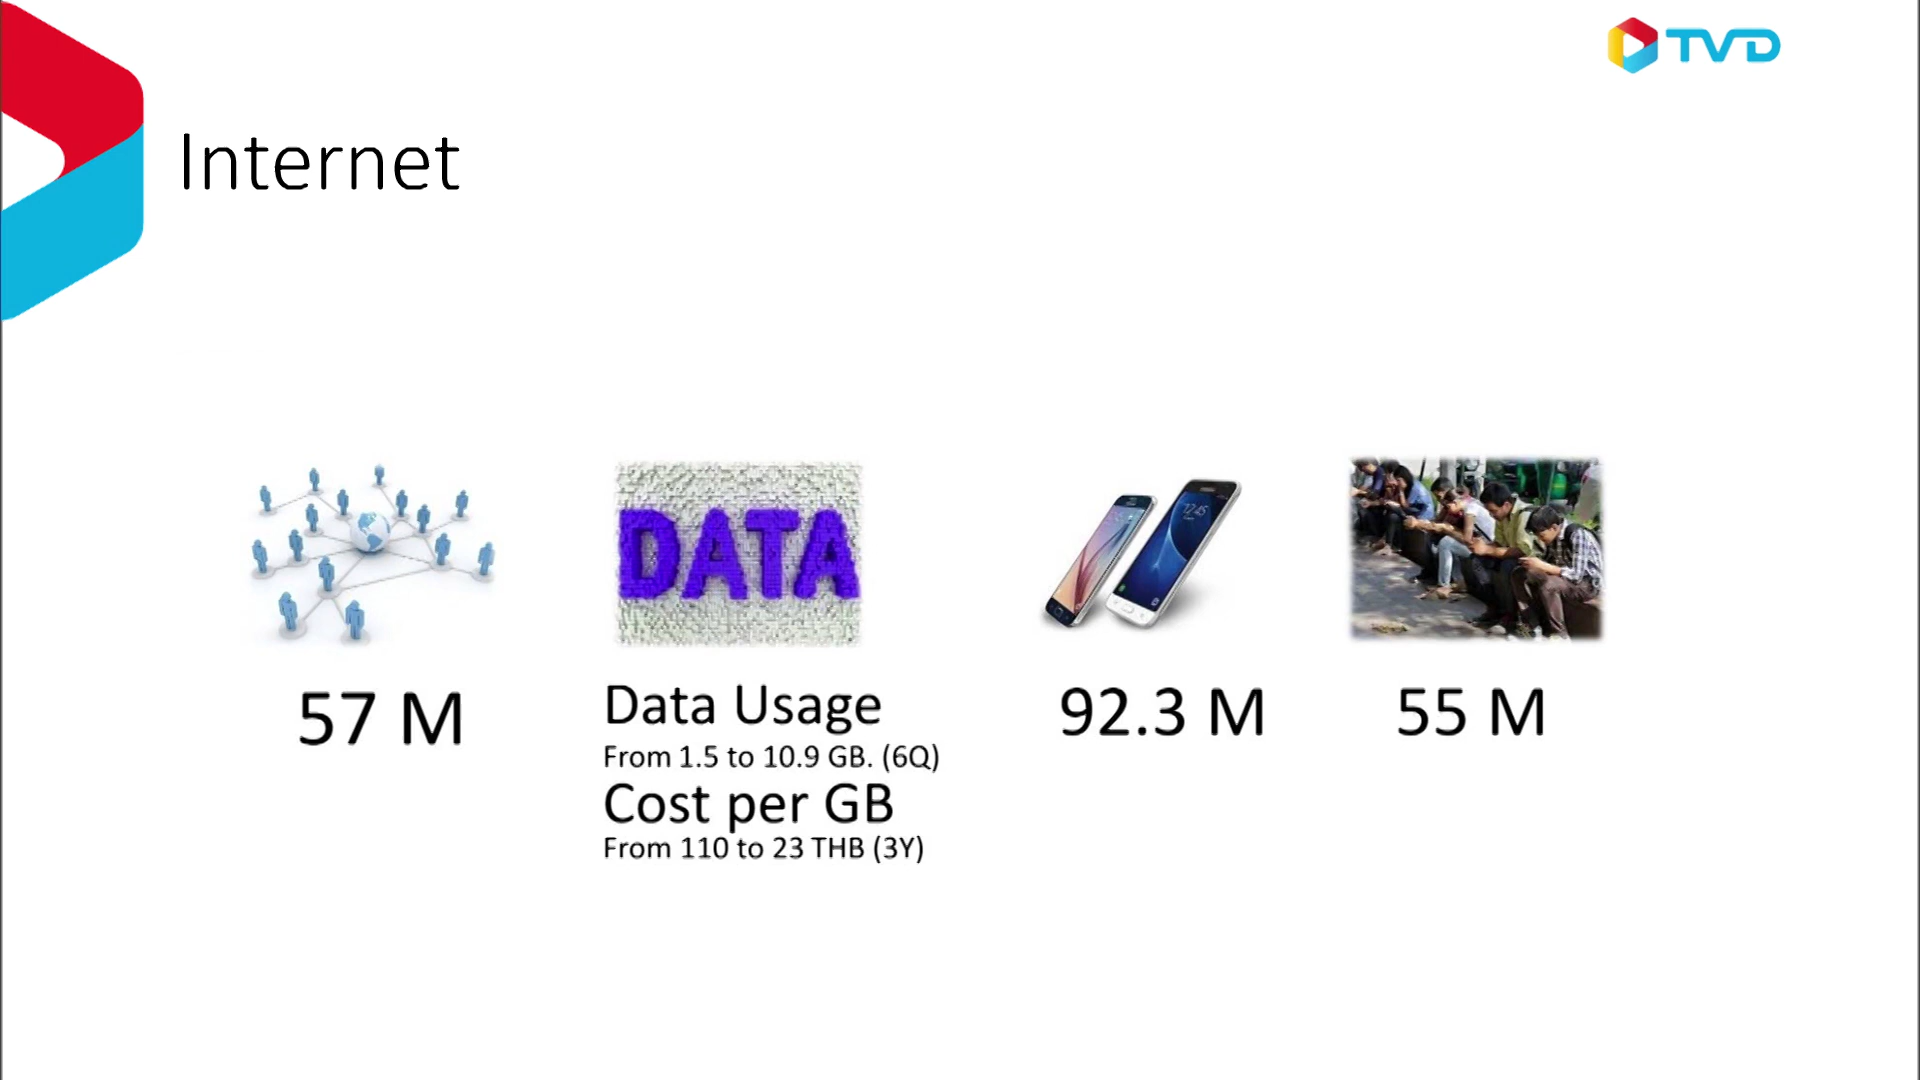 TVD
Internet
DATA
57 M
Data Usage
From 1.5 to 10.9 GB. (6Q)
Cost per GB
From 110 to 23 THB (3Y)
92.3 M
55 M